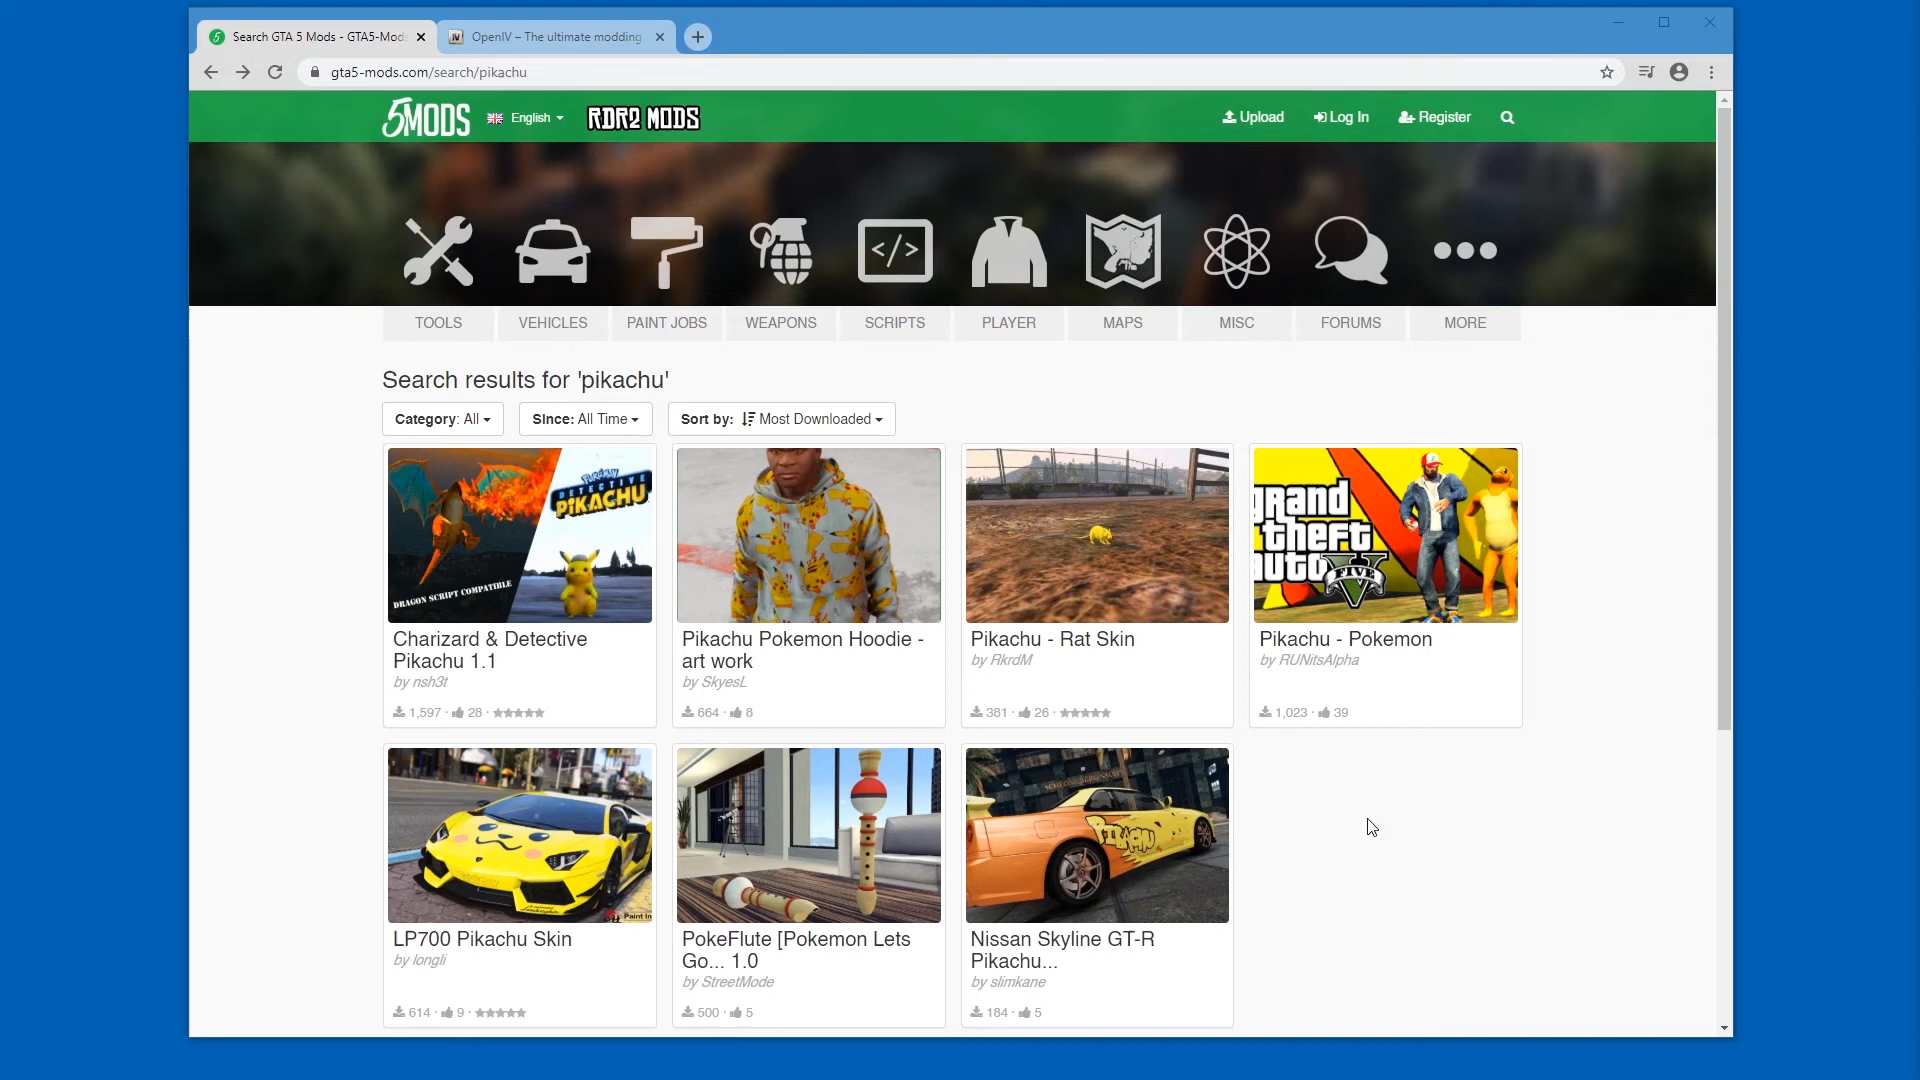 Search GTA 5 Mods - GTA5-Mods
OpenIV – The ultimate modding
gta5-mods.com/search/pikachu
5MODS
English
RDR2 MODS
Upload
Log In
Register
TOOLS
VEHICLES
PAINT JOBS
WEAPONS
SCRIPTS
PLAYER
MAPS
MISC
FORUMS
MORE
Search results for 'pikachu'
Category: All
Since: All Time
Sort by: Most Downloaded
POKÉMON
DETECTIVE
PIKACHU
DRAGON SCRIPT COMPATIBLE
grand
theft
auto
V
FIVE
Charizard & Detective
Pikachu 1.1
by nsh3t
1,597 · 28 ·
Pikachu Pokemon Hoodie -
art work
by SkyesL
664 · 8
Pikachu - Rat Skin
by RkrdM
381 · 26 ·
Pikachu - Pokemon
by RUNitsAlpha
1,023 · 39
Paint In
LP700 Pikachu Skin
by longli
614 · 9 ·
PokeFlute [Pokemon Lets
Go... 1.0
by StreetMode
500 · 5
Nissan Skyline GT-R
Pikachu...
by slimkane
184 · 5